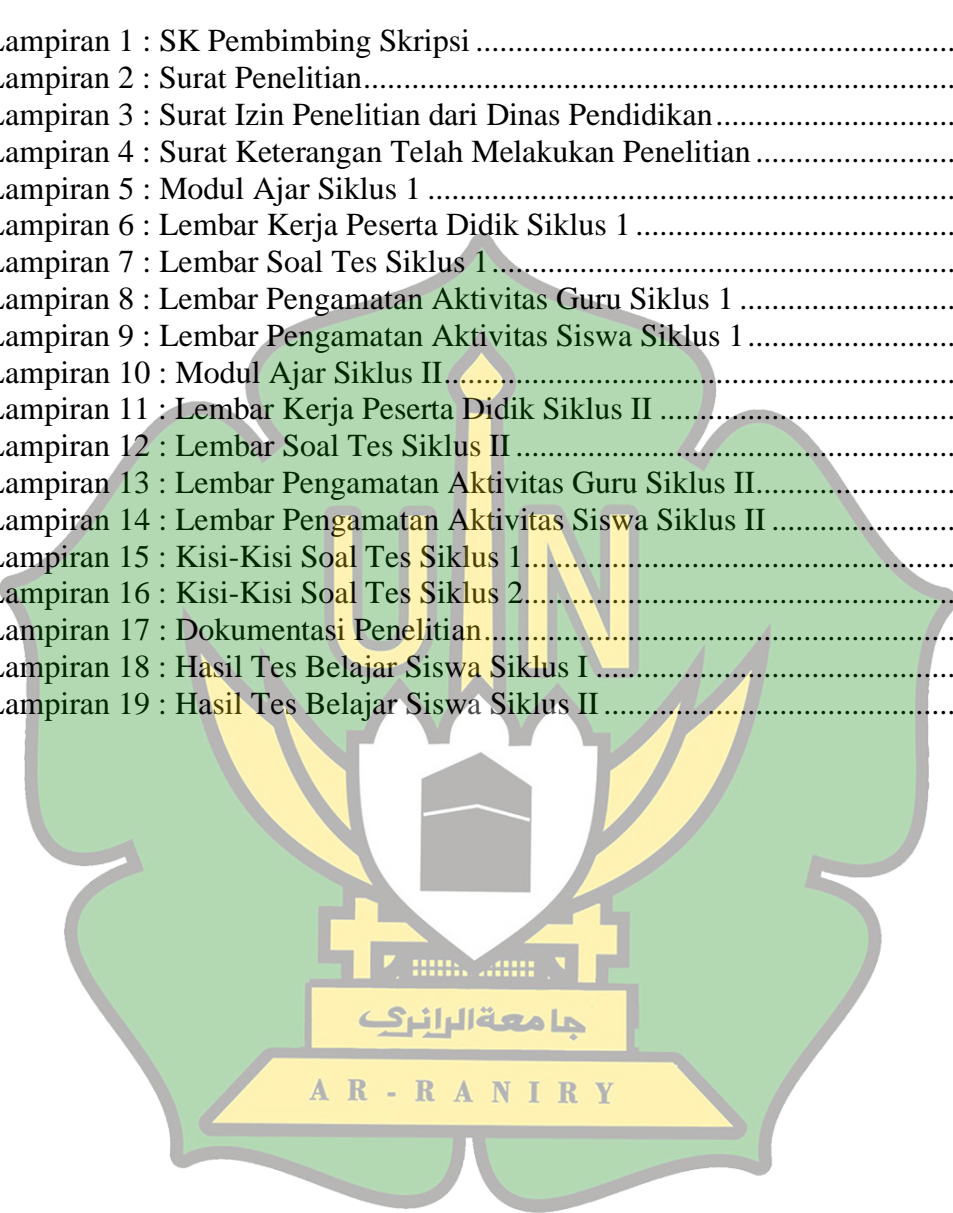 Lampiran 1 : SK Pembimbing Skripsi ..........................................................................
Lampiran 2 : Surat Penelitian..........................................................................
Lampiran 3 : Surat Izin Penelitian dari Dinas Pendidikan..........................................
Lampiran 4 : Surat Keterangan Telah Melakukan Penelitian ..........................................
Lampiran 5 : Modul Ajar Siklus 1 ..........................................................................
Lampiran 6 : Lembar Kerja Peserta Didik Siklus 1 ..........................................
Lampiran 7 : Lembar Soal Tes Siklus 1..........................................................................
Lampiran 8 : Lembar Pengamatan Aktivitas Guru Siklus 1 ..........................................
Lampiran 9 : Lembar Pengamatan Aktivitas Siswa Siklus 1 ..........................................
Lampiran 10 : Modul Ajar Siklus II..........................................................................
Lampiran 11 : Lembar Kerja Peserta Didik Siklus II ..........................................
Lampiran 12 : Lembar Soal Tes Siklus II ..........................................................................
Lampiran 13 : Lembar Pengamatan Aktivitas Guru Siklus II..........................................
Lampiran 14 : Lembar Pengamatan Aktivitas Siswa Siklus II ..........................................
Lampiran 15 : Kisi-Kisi Soal Tes Siklus 1..........................................................................
Lampiran 16 : Kisi-Kisi Soal Tes Siklus 2..........................................................................
Lampiran 17 : Dokumentasi Penelitian..........................................................................
Lampiran 18 : Hasil Tes Belajar Siswa Siklus I ..........................................
Lampiran 19 : Hasil Tes Belajar Siswa Siklus II ..........................................
UIN
جامعة الرانري
AR-RANIRY